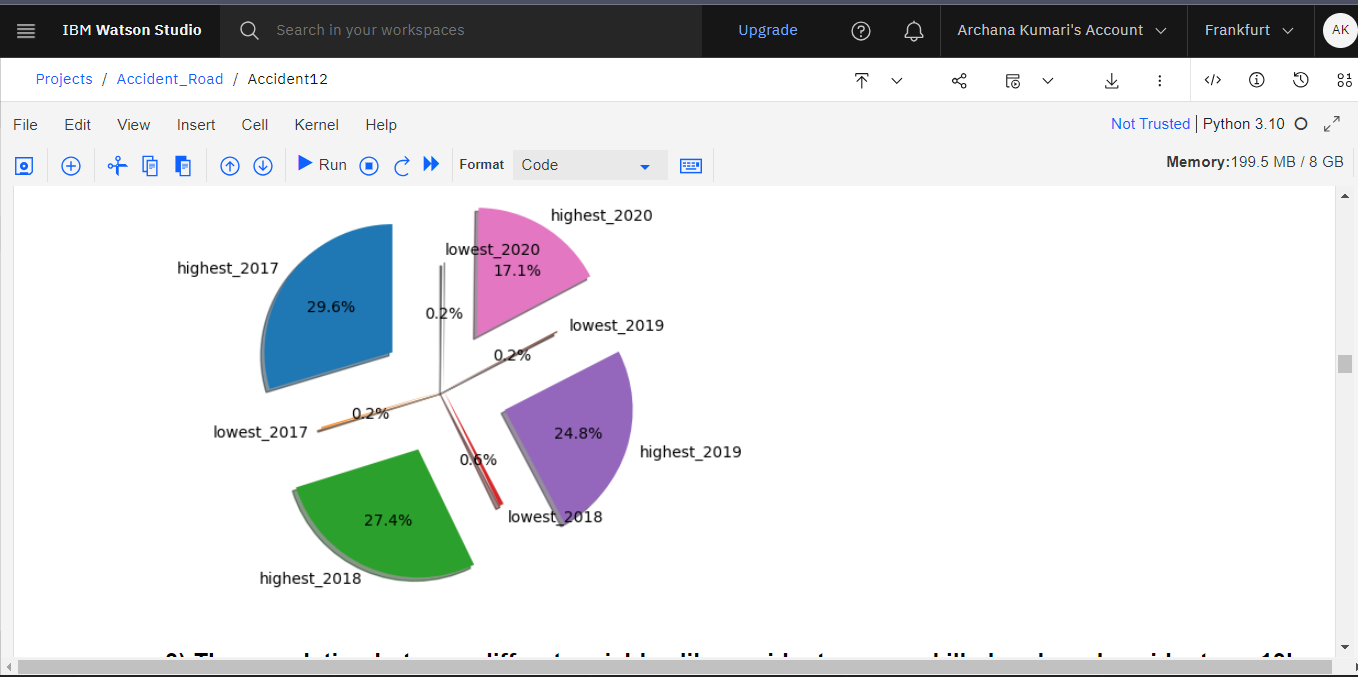 IBM Watson Studio
Search in your workspaces
Upgrade
Archana Kumari's Account
Frankfurt
AK
Projects / Accident_Road / Accident12
File Edit View Insert Cell Kernel Help
Not Trusted | Python 3.10
Run
Format
Code
Memory:199.5 MB / 8 GB
highest_2020
lowest_2020
17.1%
highest_2017
29.6%
0.2%
lowest_2019
0.2%
0.2%
lowest_2017
24.8%
highest_2019
0.6%
lowest_2018
27.4%
highest_2018